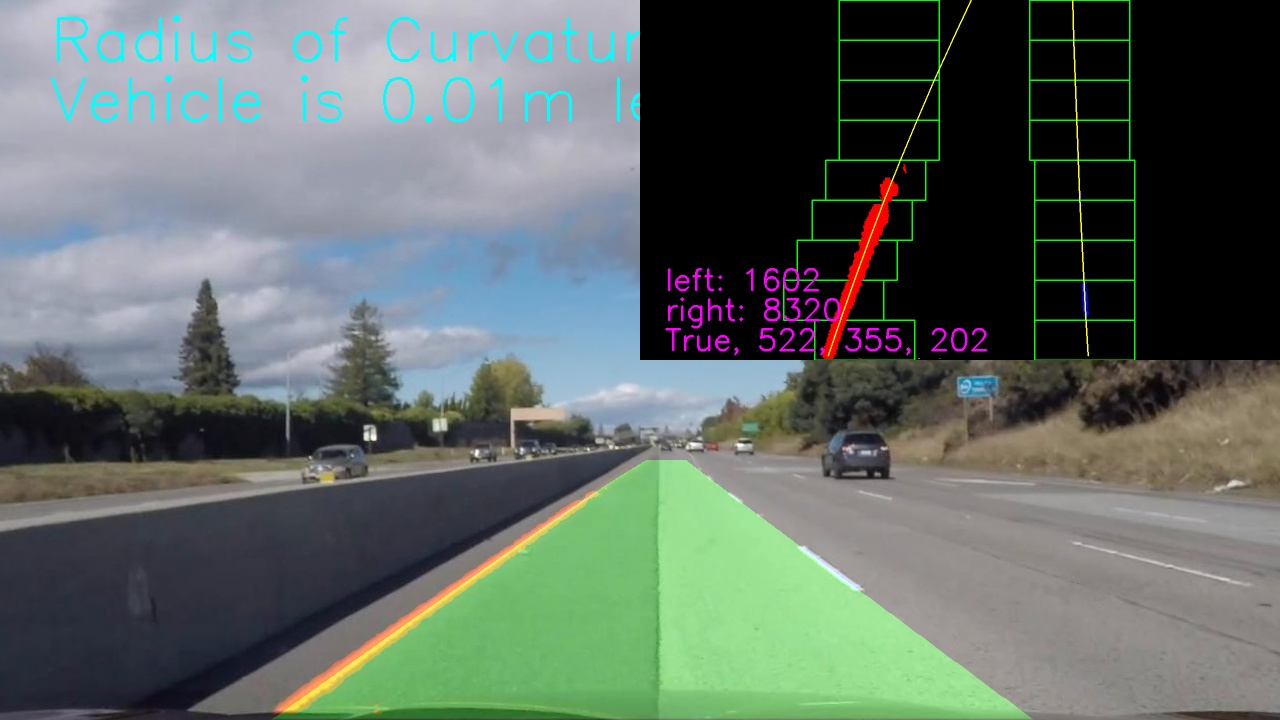 Radius of Curvatur
Vehicle is 0.01m le
left: 1602
right: 8320
True, 522, 355, 202